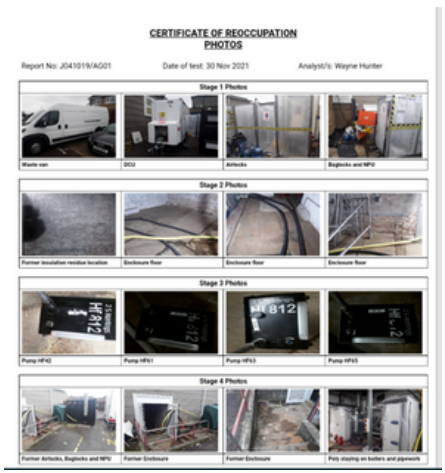 CERTIFICATE OF REOCCUPATION
PHOTOS
Report No: J041019/AG01 Date of test: 30 Nov 2021 Analyst/s: Wayne Hunter
Stage 1 Photos
Waste van DCU Airlocks Baglocks and NPU
Stage 2 Photos
Former insulation residue location Enclosure floor Enclosure floor Enclosure floor
Stage 3 Photos
Pump HF42 Pump HF61 Pump HF63 Pump HF65
Stage 4 Photos
Former Airlocks, Baglocks and NPU Former Enclosure Former Enclosure Poly staying on boilers and pipework